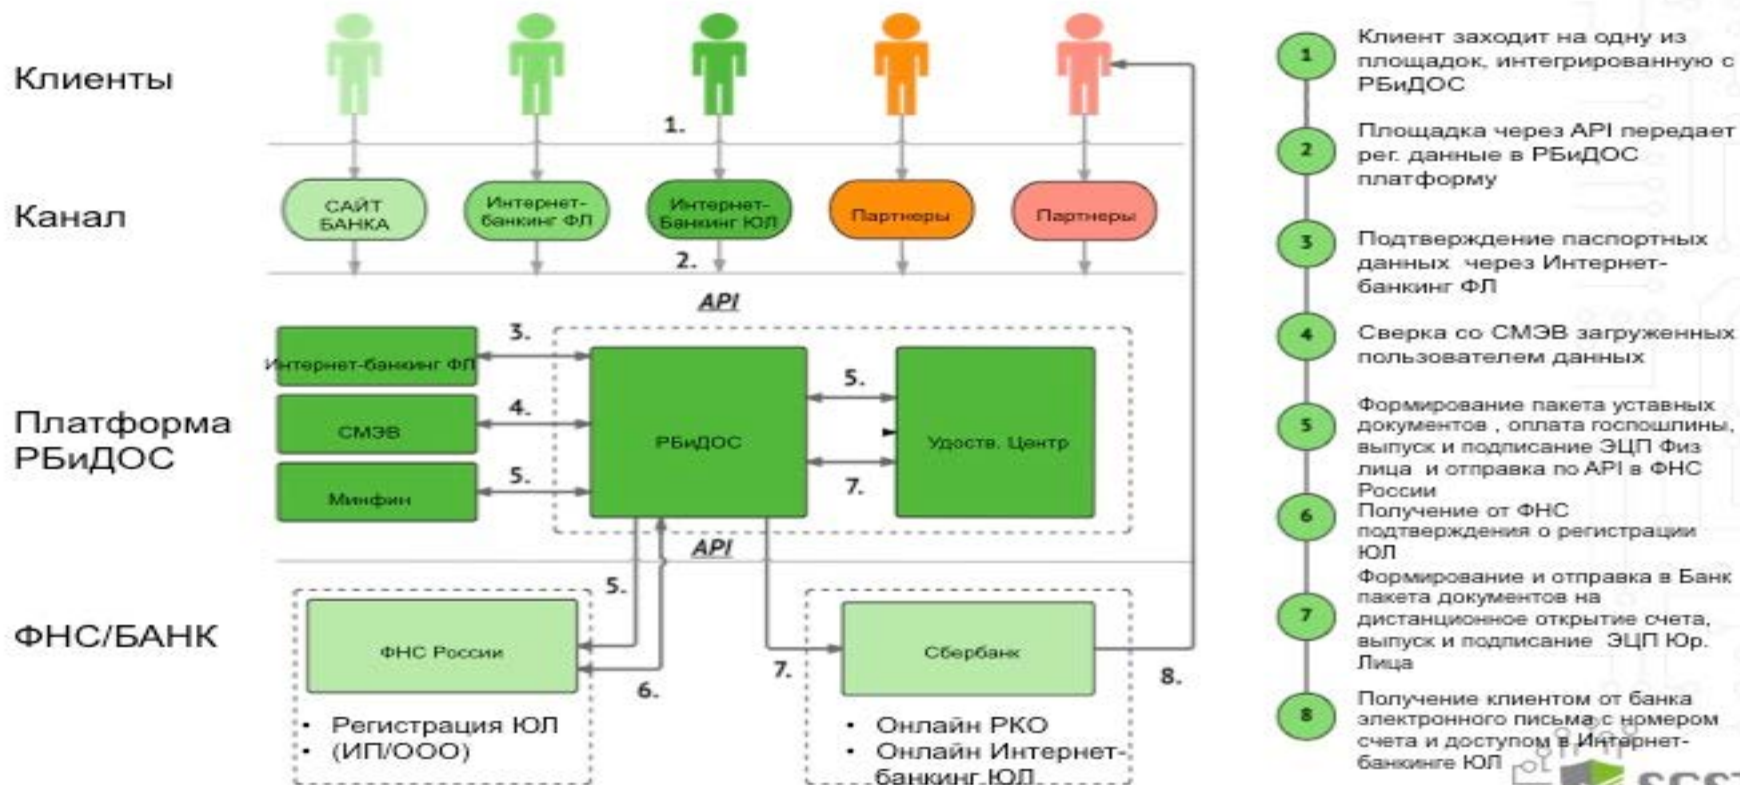 Клиенты
1.
Канал
САЙТ
БАНКА
Интернет-
банкинг ФЛ
Интернет-
Банкинг ЮЛ
Партнеры
Партнеры
2.
API
Платформа
РБиДОС
Интернет-банкинг ФЛ
СМЭВ
Минфин
3.
4.
5.
РБиДОС
5.
7.
Удоств. Центр
API
ФНС/БАНК
5.
6.
ФНС России
• Регистрация ЮЛ
• (ИП/ООО)
7.
Сбербанк
8.
• Онлайн РКО
• Онлайн Интернет-
банкинг ЮЛ
1
Клиент заходит на одну из
площадок, интегрированную с
РБиДОС
2
Площадка через API передает
рег. данные в РБиДОС
платформу
3
Подтверждение паспортных
данных через Интернет-
банкинг ФЛ
4
Сверка со СМЭВ загруженных
пользователем данных
5
Формирование пакета уставных
документов , оплата госпошлины,
выпуск и подписание ЭЦП Физ
лица и отправка по API в ФНС
России
6
Получение от ФНС
подтверждения о регистрации
ЮЛ
7
Формирование и отправка в Банк
пакета документов на
дистанционное открытие счета,
выпуск и подписание ЭЦП Юр.
Лица
8
Получение клиентом от банка
электронного письма с номером
счета и доступом в Интернет-
банкинге ЮЛ